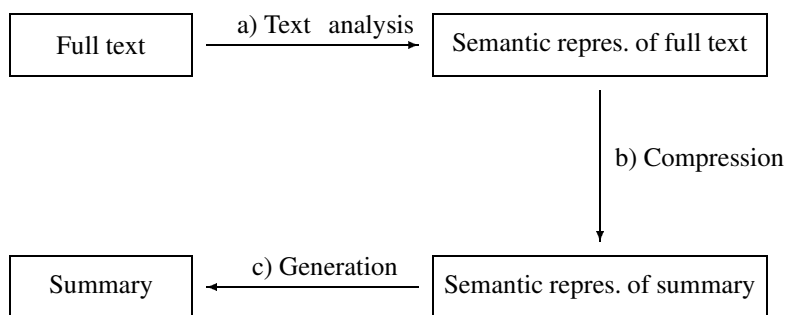 Full text
a) Text analysis
Semantic repres. of full text
b) Compression
Summary
c) Generation
Semantic repres. of summary